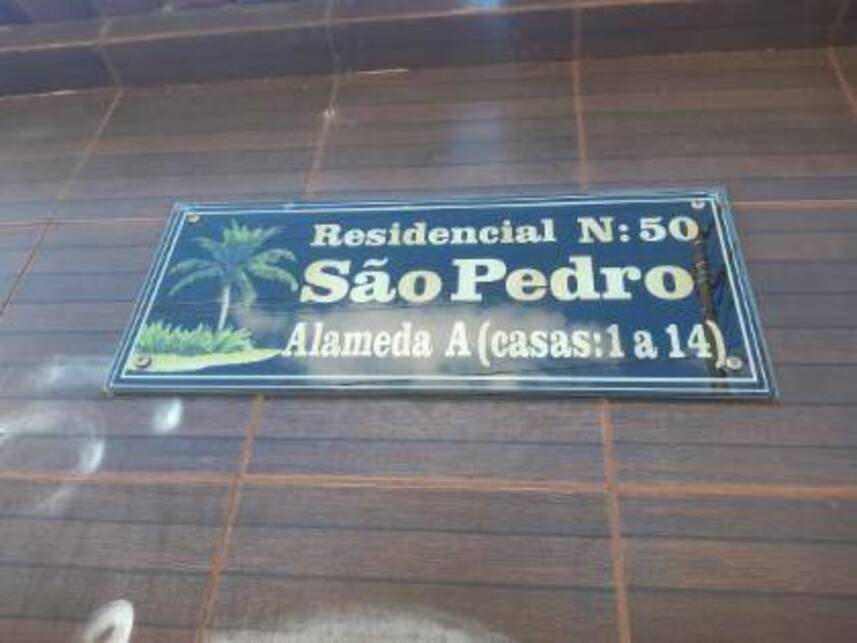 Residencial N:50
São Pedro
Alameda A (casas:1 a 14)